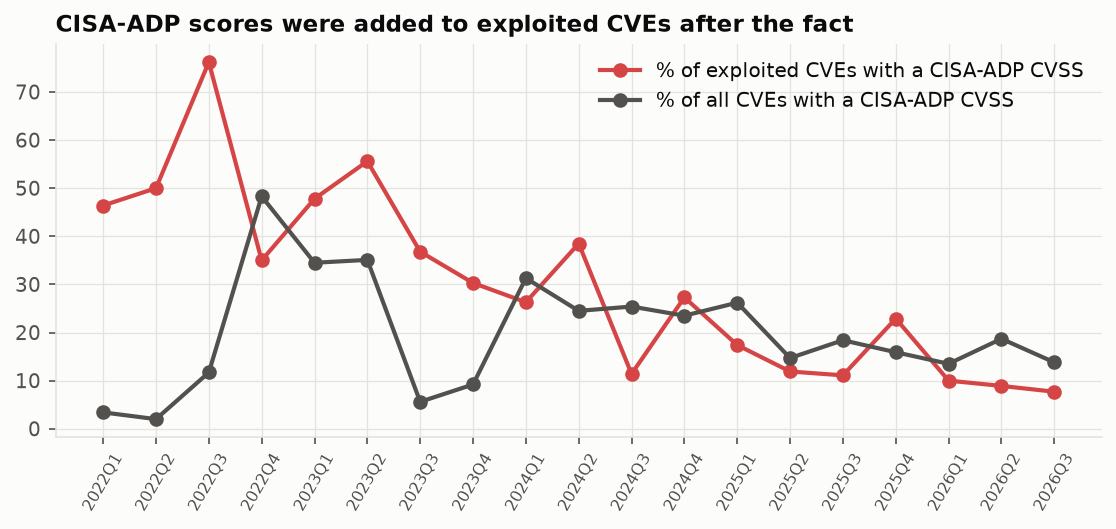 CISA-ADP scores were added to exploited CVEs after the fact
% of exploited CVEs with a CISA-ADP CVSS
% of all CVEs with a CISA-ADP CVSS
70
60
50
40
30
20
10
0
2022Q1
2022Q2
2022Q3
2022Q4
2023Q1
2023Q2
2023Q3
2023Q4
2024Q1
2024Q2
2024Q3
2024Q4
2025Q1
2025Q2
2025Q3
2025Q4
2026Q1
2026Q2
2026Q3